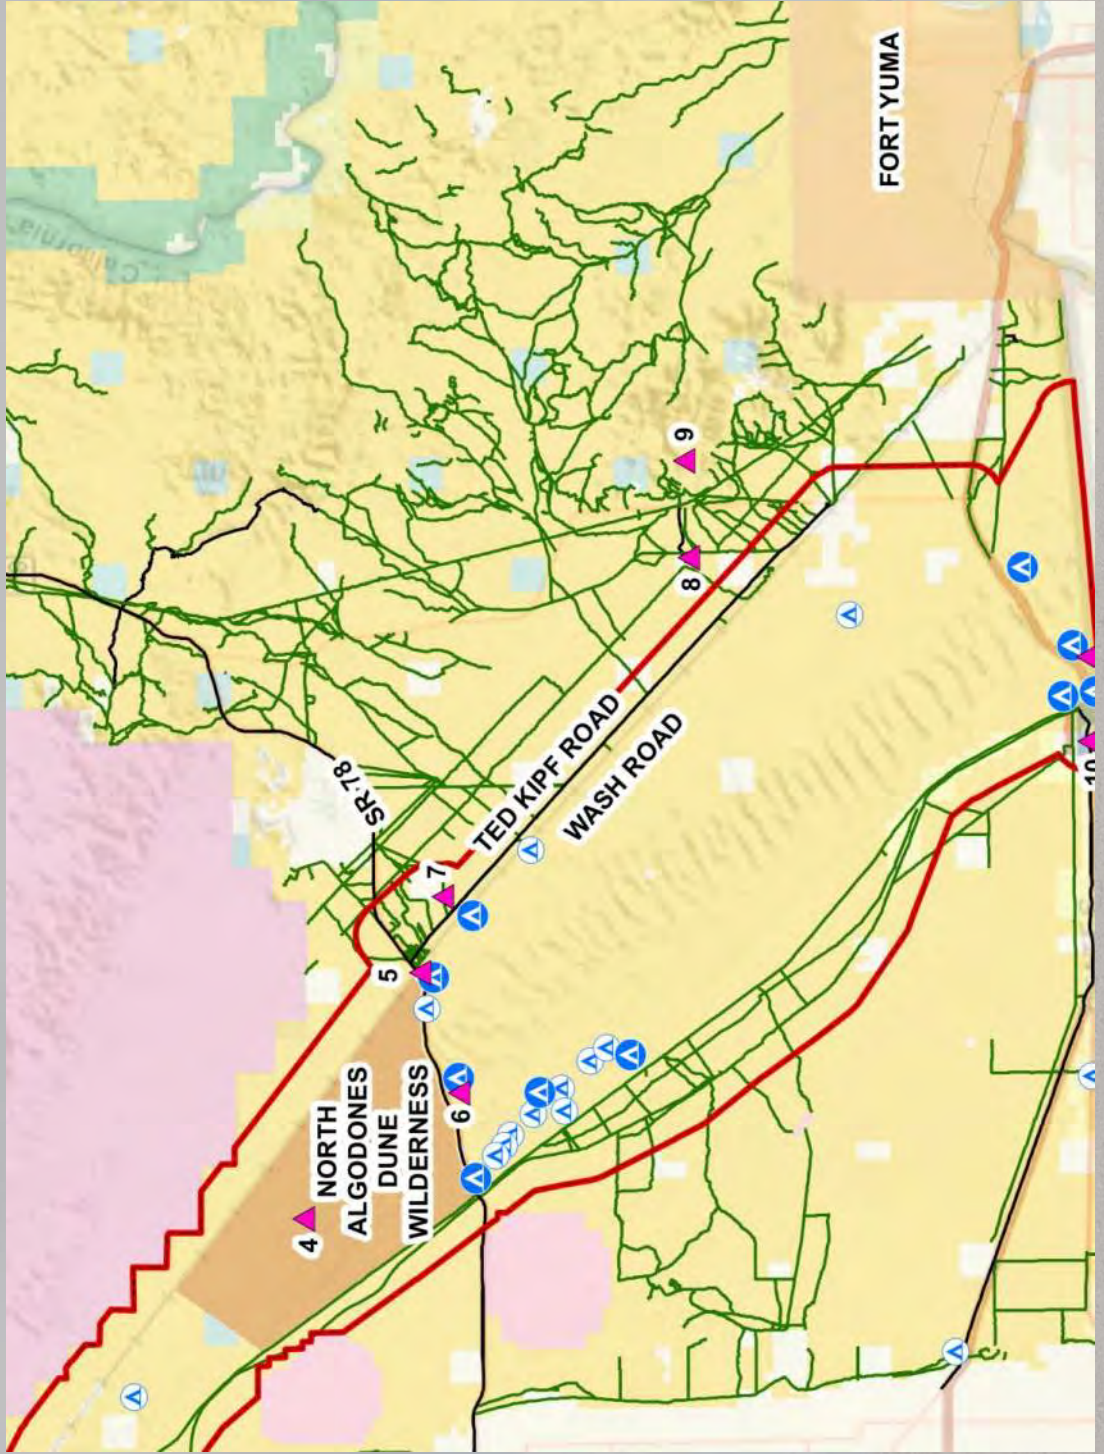 California
FORT YUMA
SR-78
TED KIPF ROAD
WASH ROAD
NORTH
ALGODONES
DUNE
WILDERNESS
4
5
6
7
8
9
10